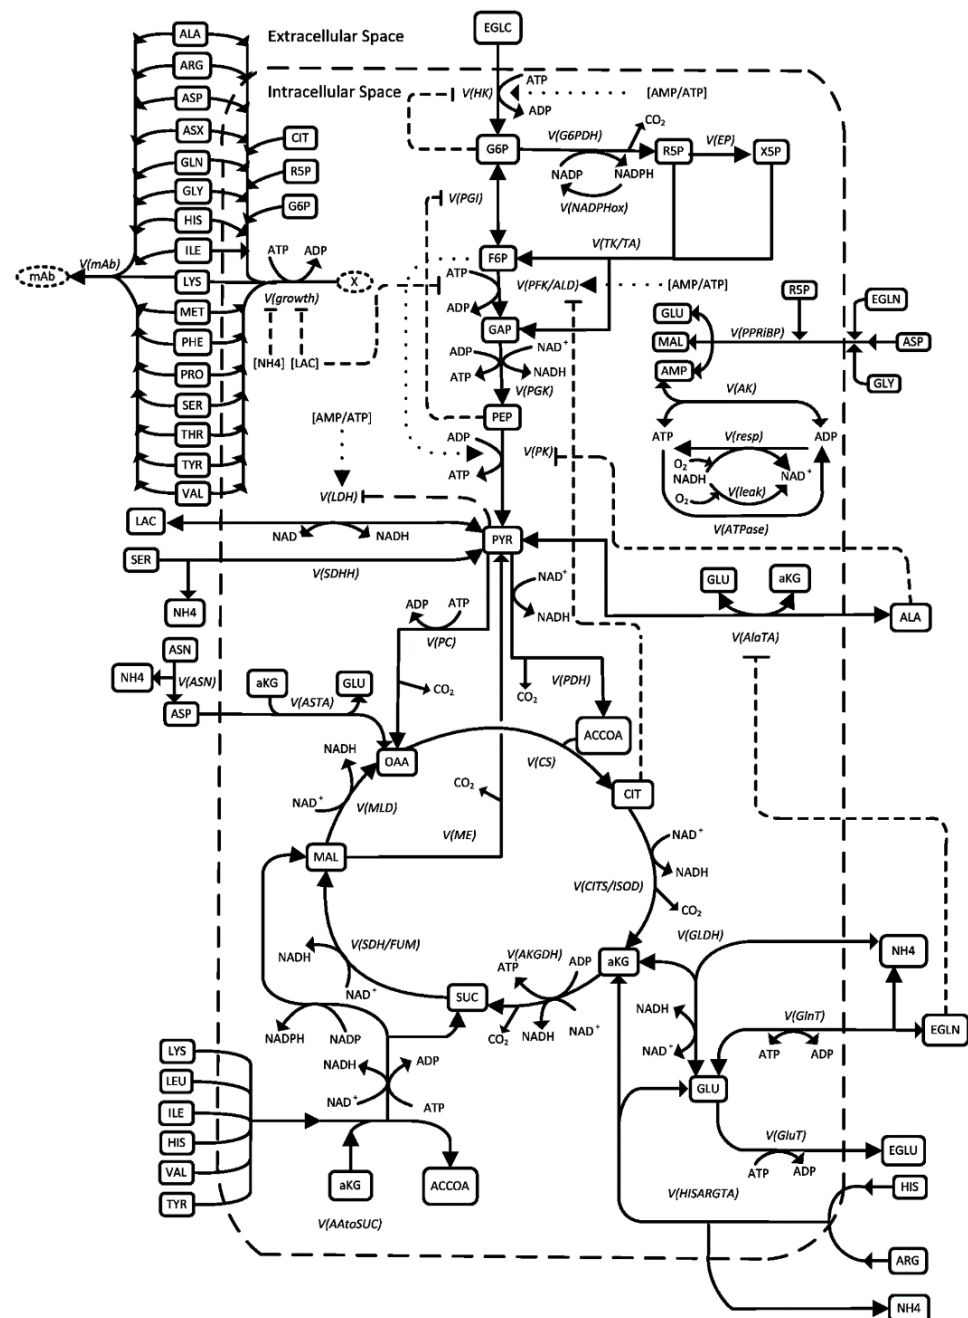 EGLC
ALA
Extracellular Space
ARG
Intracellular Space
V(HK)
ATP
ADP
[AMP/ATP]
ASP
ASX
CIT
G6P
V(G6PDH)
CO2
R5P
V(EP)
X5P
GLN
R5P
NADP
NADPH
GLY
V(PGI)
V(NADPHox)
HIS
G6P
ILE
ATP
ADP
V(TK/TA)
F6P
mAb
V(mAb)
LYS
X
ATP
V(PFK/ALD)
[AMP/ATP]
R5P
EGLN
V(growth)
ADP
GLU
MET
GAP
V(PPRiBP)
MAL
ASP
PHE
ADP
NAD+
[NH4]
[LAC]
ATP
NADH
AMP
GLY
PRO
V(PGK)
V(AK)
SER
PEP
[AMP/ATP]
THR
ADP
V(PK)
ATP
V(resp)
ADP
TYR
ATP
O2
NADH
NAD+
VAL
V(LDH)
O2
V(leak)
LAC
NAD
NADH
PYR
V(ATPase)
SER
V(SDHH)
NAD+
GLU
aKG
NH4
ADP
ATP
NADH
ALA
V(PC)
V(AlaTA)
ASN
NH4
V(ASN)
aKG
GLU
CO2
CO2
V(PDH)
ASP
V(ASTA)
ACCOA
NADH
OAA
V(CS)
CO2
CIT
NAD+
V(MLD)
V(ME)
NAD+
MAL
NADH
V(CITS/ISOD)
CO2
V(GLDH)
V(SDH/FUM)
V(AKGDH)
aKG
NH4
NADH
ATP
ADP
NAD+
SUC
NADH
V(GlnT)
NADPH
NADP
CO2
NADH
NAD+
EGLN
LYS
NADH
ADP
NAD+
ATP
ADP
LEU
GLU
NAD+
ATP
ILE
V(GluT)
HIS
EGLU
VAL
aKG
ACCOA
ATP
ADP
HIS
TYR
V(HISARGTA)
V(AAtoSUC)
ARG
NH4